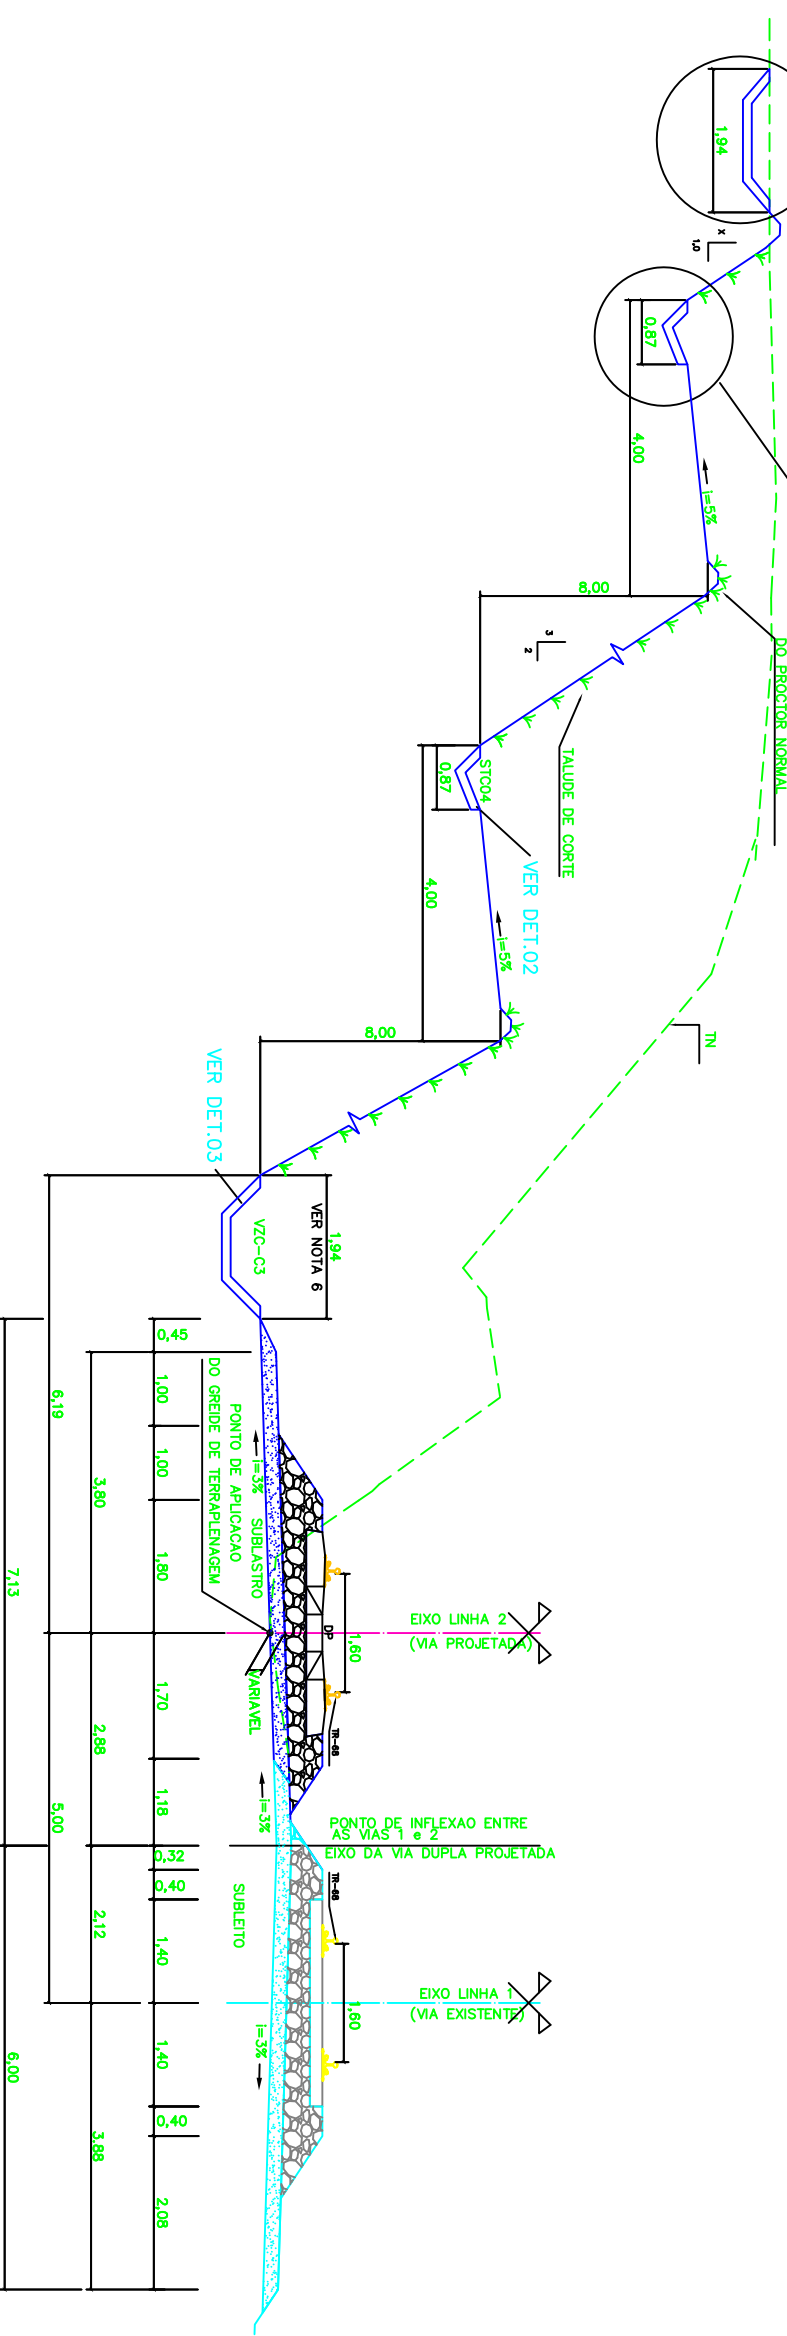 1,94
x
1,0
0,87
4,00
i=5%
8,00
DO PROCTOR NORMAL
3
2
TALUDE DE CORTE
STC04
0,87
VER DET.02
4,00
i=5%
TN
8,00
VER DET.03
VZC-C3
VER NOTA 6
1,94
0,45
1,00
1,00
1,80
1,70
1,18
0,32
0,40
1,40
1,40
0,40
2,08
6,19
5,00
3,80
2,88
2,12
3,88
7,13
6,00
PONTO DE APLICACAO
DO GREIDE DE TERRAPLENAGEM
i=3%
SUBLASTRO
VARIAVEL
DP
1,60
TR-68
EIXO LINHA 2
(VIA PROJETADA)
i=3%
PONTO DE INFLEXAO ENTRE
AS VIAS 1 e 2
EIXO DA VIA DUPLA PROJETADA
SUBLEITO
TR-68
1,60
EIXO LINHA 1
(VIA EXISTENTE)
i=3%